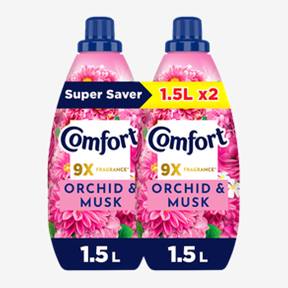 Super Saver 1.5L x2
Comfort Comfort
9X FRAGRANCE* 9X FRAGRANCE*
ORCHID & ORCHID &
MUSK MUSK
1.5 L 1.5 L